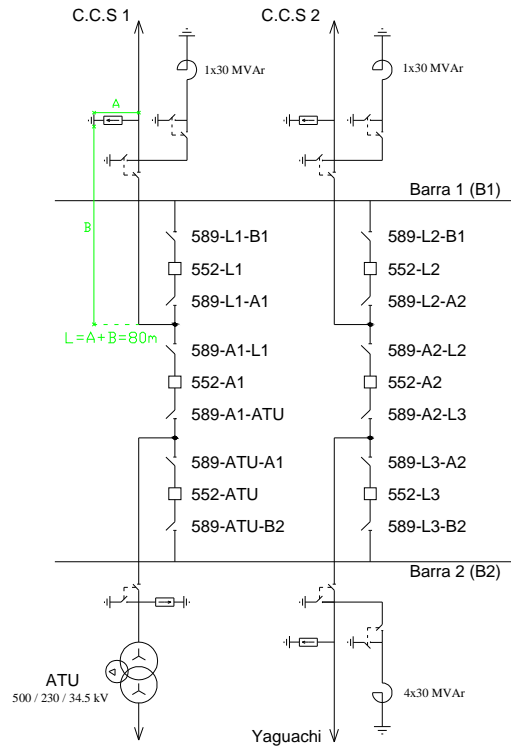 C.C.S 1
C.C.S 2
1x30 MVAr
1x30 MVAr
A
B
Barra 1 (B1)
589-L1-B1
589-L2-B1
552-L1
552-L2
589-L1-A1
589-L2-A2
L=A+B=80m
589-A1-L1
589-A2-L2
552-A1
552-A2
589-A1-ATU
589-A2-L3
589-ATU-A1
589-L3-A2
552-ATU
552-L3
589-ATU-B2
589-L3-B2
Barra 2 (B2)
ATU
500 / 230 / 34.5 kV
4x30 MVAr
Yaguachi